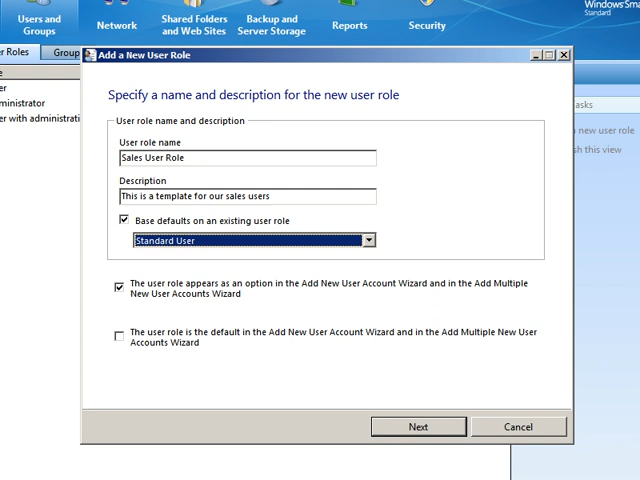 Users and
Groups
Network
Shared Folders
and Web Sites
Backup and
Server Storage
Reports
Security
Standard
Roles
Group
Add a New User Role
Specify a name and description for the new user role
User role name and description
User role name
Sales User Role
Description
This is a template for our sales users
Base defaults on an existing user role
Standard User
The user role appears as an option in the Add New User Account Wizard and in the Add Multiple
New User Accounts Wizard
The user role is the default in the Add New User Account Wizard and in the Add Multiple New User
Accounts Wizard
Next
Cancel
ministrator
er with administrati
asks
new user role
sh this view